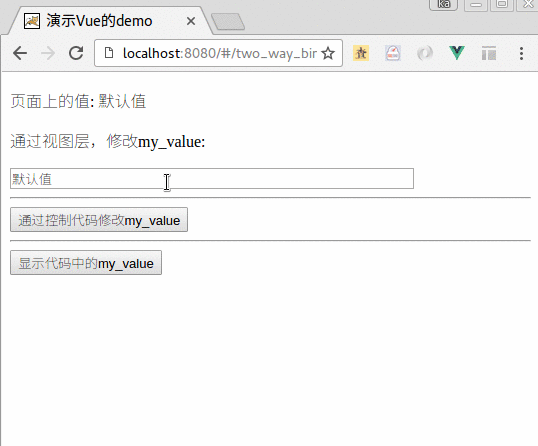 ka
演示Vue的demo
localhost:8080/#/two_way_bir
页面上的值: 默认值
通过视图层，修改my_value:
默认值
通过控制代码修改my_value
显示代码中的my_value